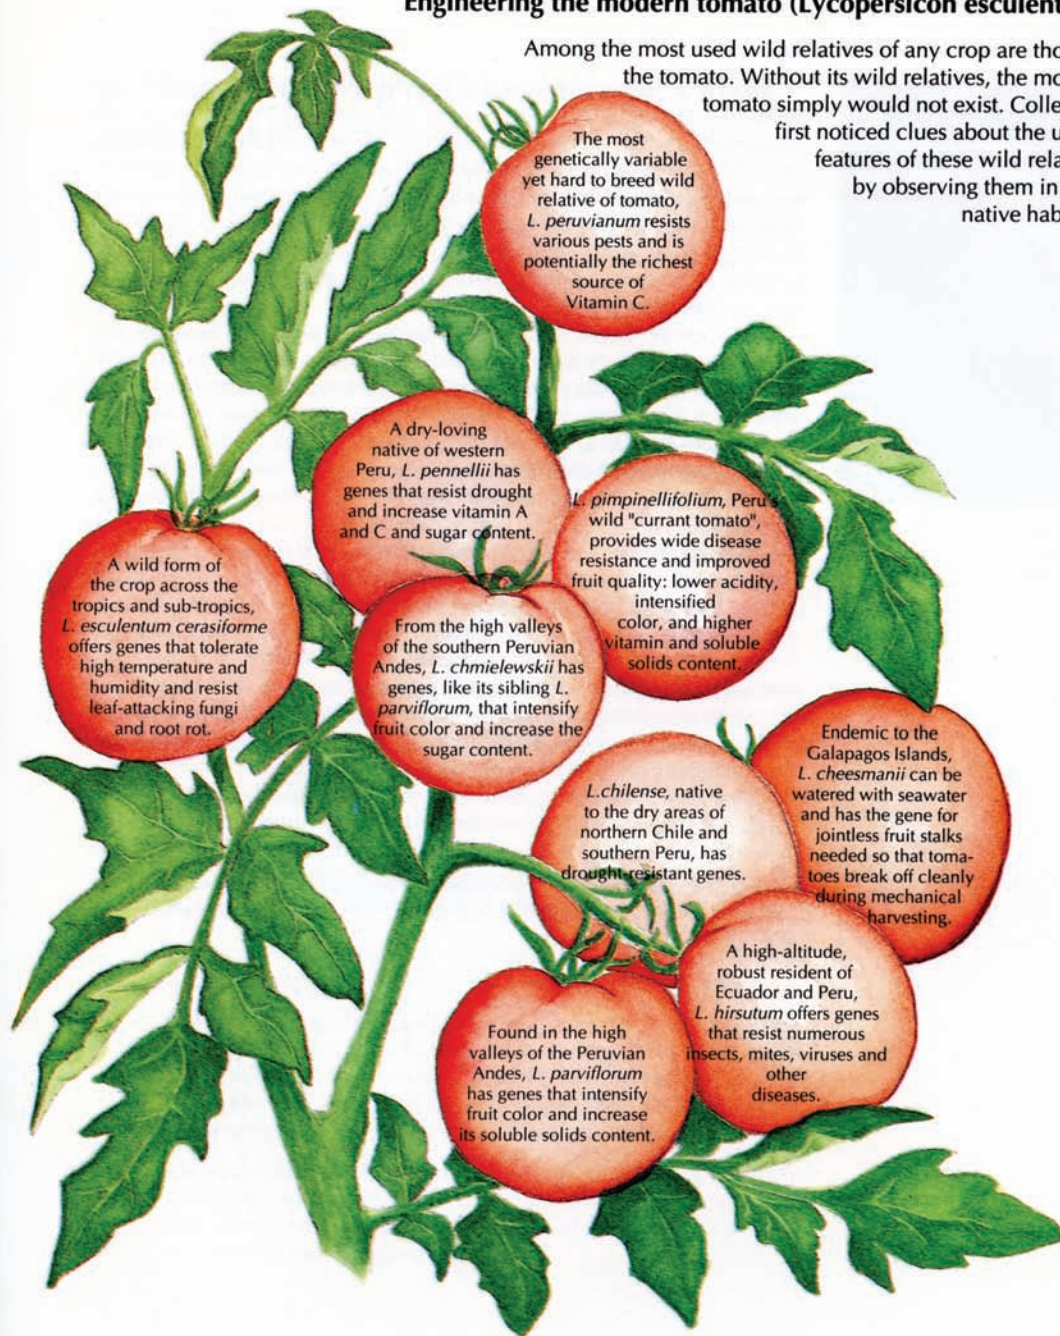 Engineering the modern tomato (Lycopersicon esculent
Among the most used wild relatives of any crop are tho
the tomato. Without its wild relatives, the mo
tomato simply would not exist. Colle
first noticed clues about the u
features of these wild rela
by observing them in
native hab
The most
genetically variable
yet hard to breed wild
relative of tomato,
L. peruvianum resists
various pests and is
potentially the richest
source of
Vitamin C.
A dry-loving
native of western
Peru, L. pennellii has
genes that resist drought
and increase vitamin A
and C and sugar content.
L. pimpinellifolium, Peru's
wild "currant tomato",
provides wide disease
resistance and improved
fruit quality: lower acidity,
intensified
color, and higher
vitamin and soluble
solids content.
A wild form of
the crop across the
tropics and sub-tropics,
L. esculentum cerasiforme
offers genes that tolerate
high temperature and
humidity and resist
leaf-attacking fungi
and root rot.
From the high valleys
of the southern Peruvian
Andes, L. chmielewskii has
genes, like its sibling L.
parviflorum, that intensify
fruit color and increase the
sugar content.
Endemic to the
Galapagos Islands,
L. cheesmanii can be
watered with seawater
and has the gene for
jointless fruit stalks
needed so that toma-
toes break off cleanly
during mechanical
harvesting.
L.chilense, native
to the dry areas of
northern Chile and
southern Peru, has
drought-resistant genes.
A high-altitude,
robust resident of
Ecuador and Peru,
L. hirsutum offers genes
that resist numerous
insects, mites, viruses and
other
diseases.
Found in the high
valleys of the Peruvian
Andes, L. parviflorum
has genes that intensify
fruit color and increase
its soluble solids content.